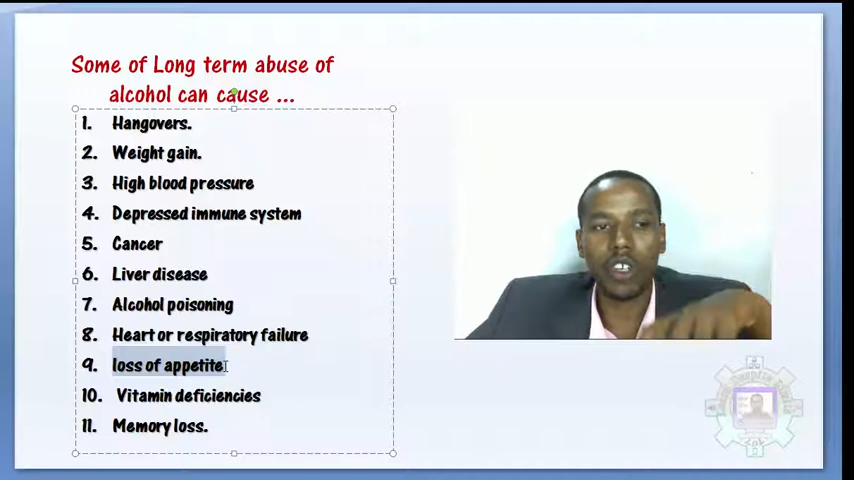 Some of Long term abuse of
alcohol can cause ...
1. Hangovers.
2. Weight gain.
3. High blood pressure
4. Depressed immune system
5. Cancer
6. Liver disease
7. Alcohol poisoning
8. Heart or respiratory failure
9. loss of appetite
10. Vitamin deficiencies
11. Memory loss.